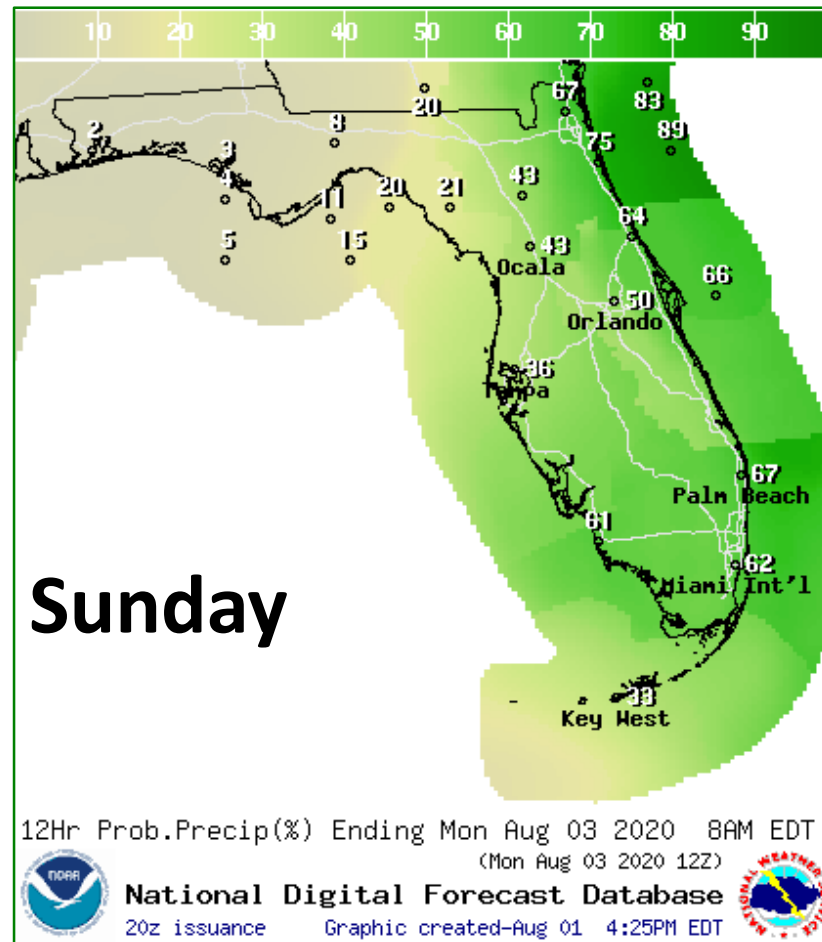 10 20 30 40 50 60 70 80 90
67 83
20
2 3 8 75 89
4 11 20 21 43
64
5 15 43
Ocala
66
50
Orlando
36
Tampa
67
Palm Beach
61
62
Miami Int'l
Sunday
33
Key West
12Hr Prob.Precip(%) Ending Mon Aug 03 2020 8AM EDT
(Mon Aug 03 2020 12Z)
NOAA
National Digital Forecast Database
20z issuance Graphic created-Aug 01 4:25PM EDT